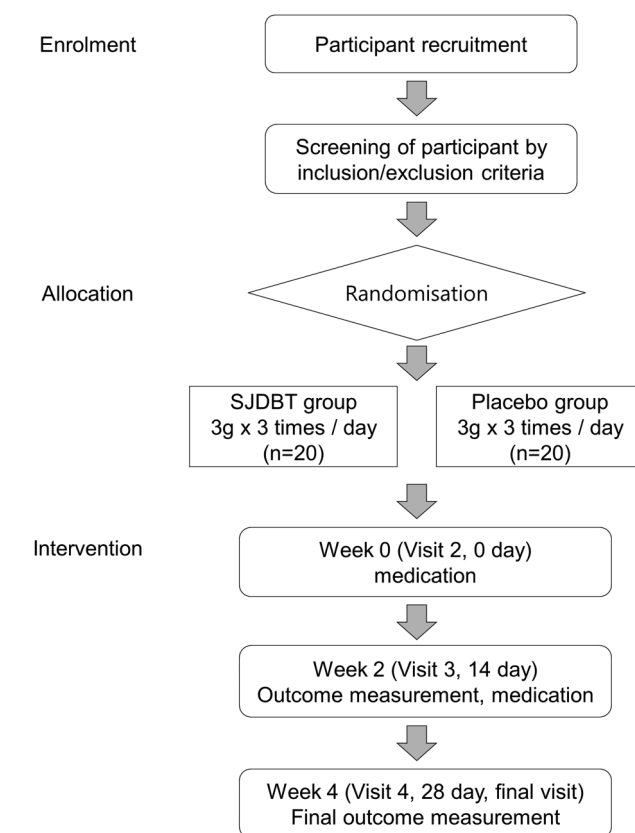 Enrolment
Participant recruitment
Screening of participant by
inclusion/exclusion criteria
Allocation
Randomisation
SJDBT group
3g x 3 times / day
(n=20)
Placebo group
3g x 3 times / day
(n=20)
Intervention
Week 0 (Visit 2, 0 day)
medication
Week 2 (Visit 3, 14 day)
Outcome measurement, medication
Week 4 (Visit 4, 28 day, final visit)
Final outcome measurement